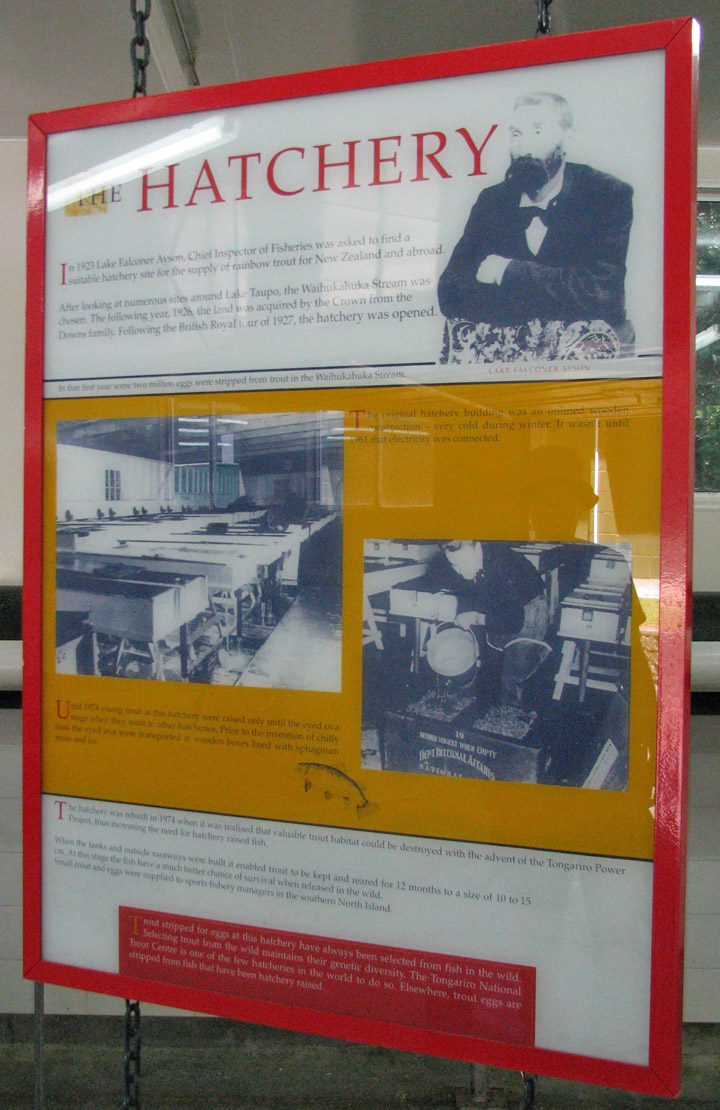 THE HATCHERY
In 1923 Lake Falconer Ayson, Chief Inspector of Fisheries was asked to find a
suitable hatchery site for the supply of rainbow trout for New Zealand and abroad.
After looking at numerous sites around Lake Taupo, the Waihukahuka Stream was
chosen. The following year, 1926, the land was acquired by the Crown from the
Downs family. Following the British Royal tour of 1927, the hatchery was opened.
LAKE FALCONER AYSON
In that first year some two million eggs were stripped from trout in the Waihukahuka Stream.
The original hatchery building was an unlined wooden
construction - very cold during winter. It wasn't until
1961 that electricity was connected.
Until 1974 young trout at this hatchery were raised only until the eyed ova
stage when they went to other hatcheries. Prior to the invention of chilly
bins the eyed ova were transported in wooden boxes lined with sphagnum
moss and ice.
19
RETURN URGENT WHEN EMPTY
DEPT. INTERNAL AFFAIRS
NATIONAL
The hatchery was rebuilt in 1974 when it was realised that valuable trout habitat could be destroyed with the advent of the Tongariro Power
Project, thus increasing the need for hatchery raised fish.
When the tanks and outside raceways were built it enabled trout to be kept and reared for 12 months to a size of 10 to 15
cm. At this stage the fish have a much better chance of survival when released in the wild.
Small trout and eggs were supplied to sports fishery managers in the southern North Island.
Trout stripped for eggs at this hatchery have always been selected from fish in the wild.
Selecting trout from the wild maintains their genetic diversity. The Tongariro National
Trout Centre is one of the few hatcheries in the world to do so. Elsewhere, trout eggs are
stripped from fish that have been hatchery raised.